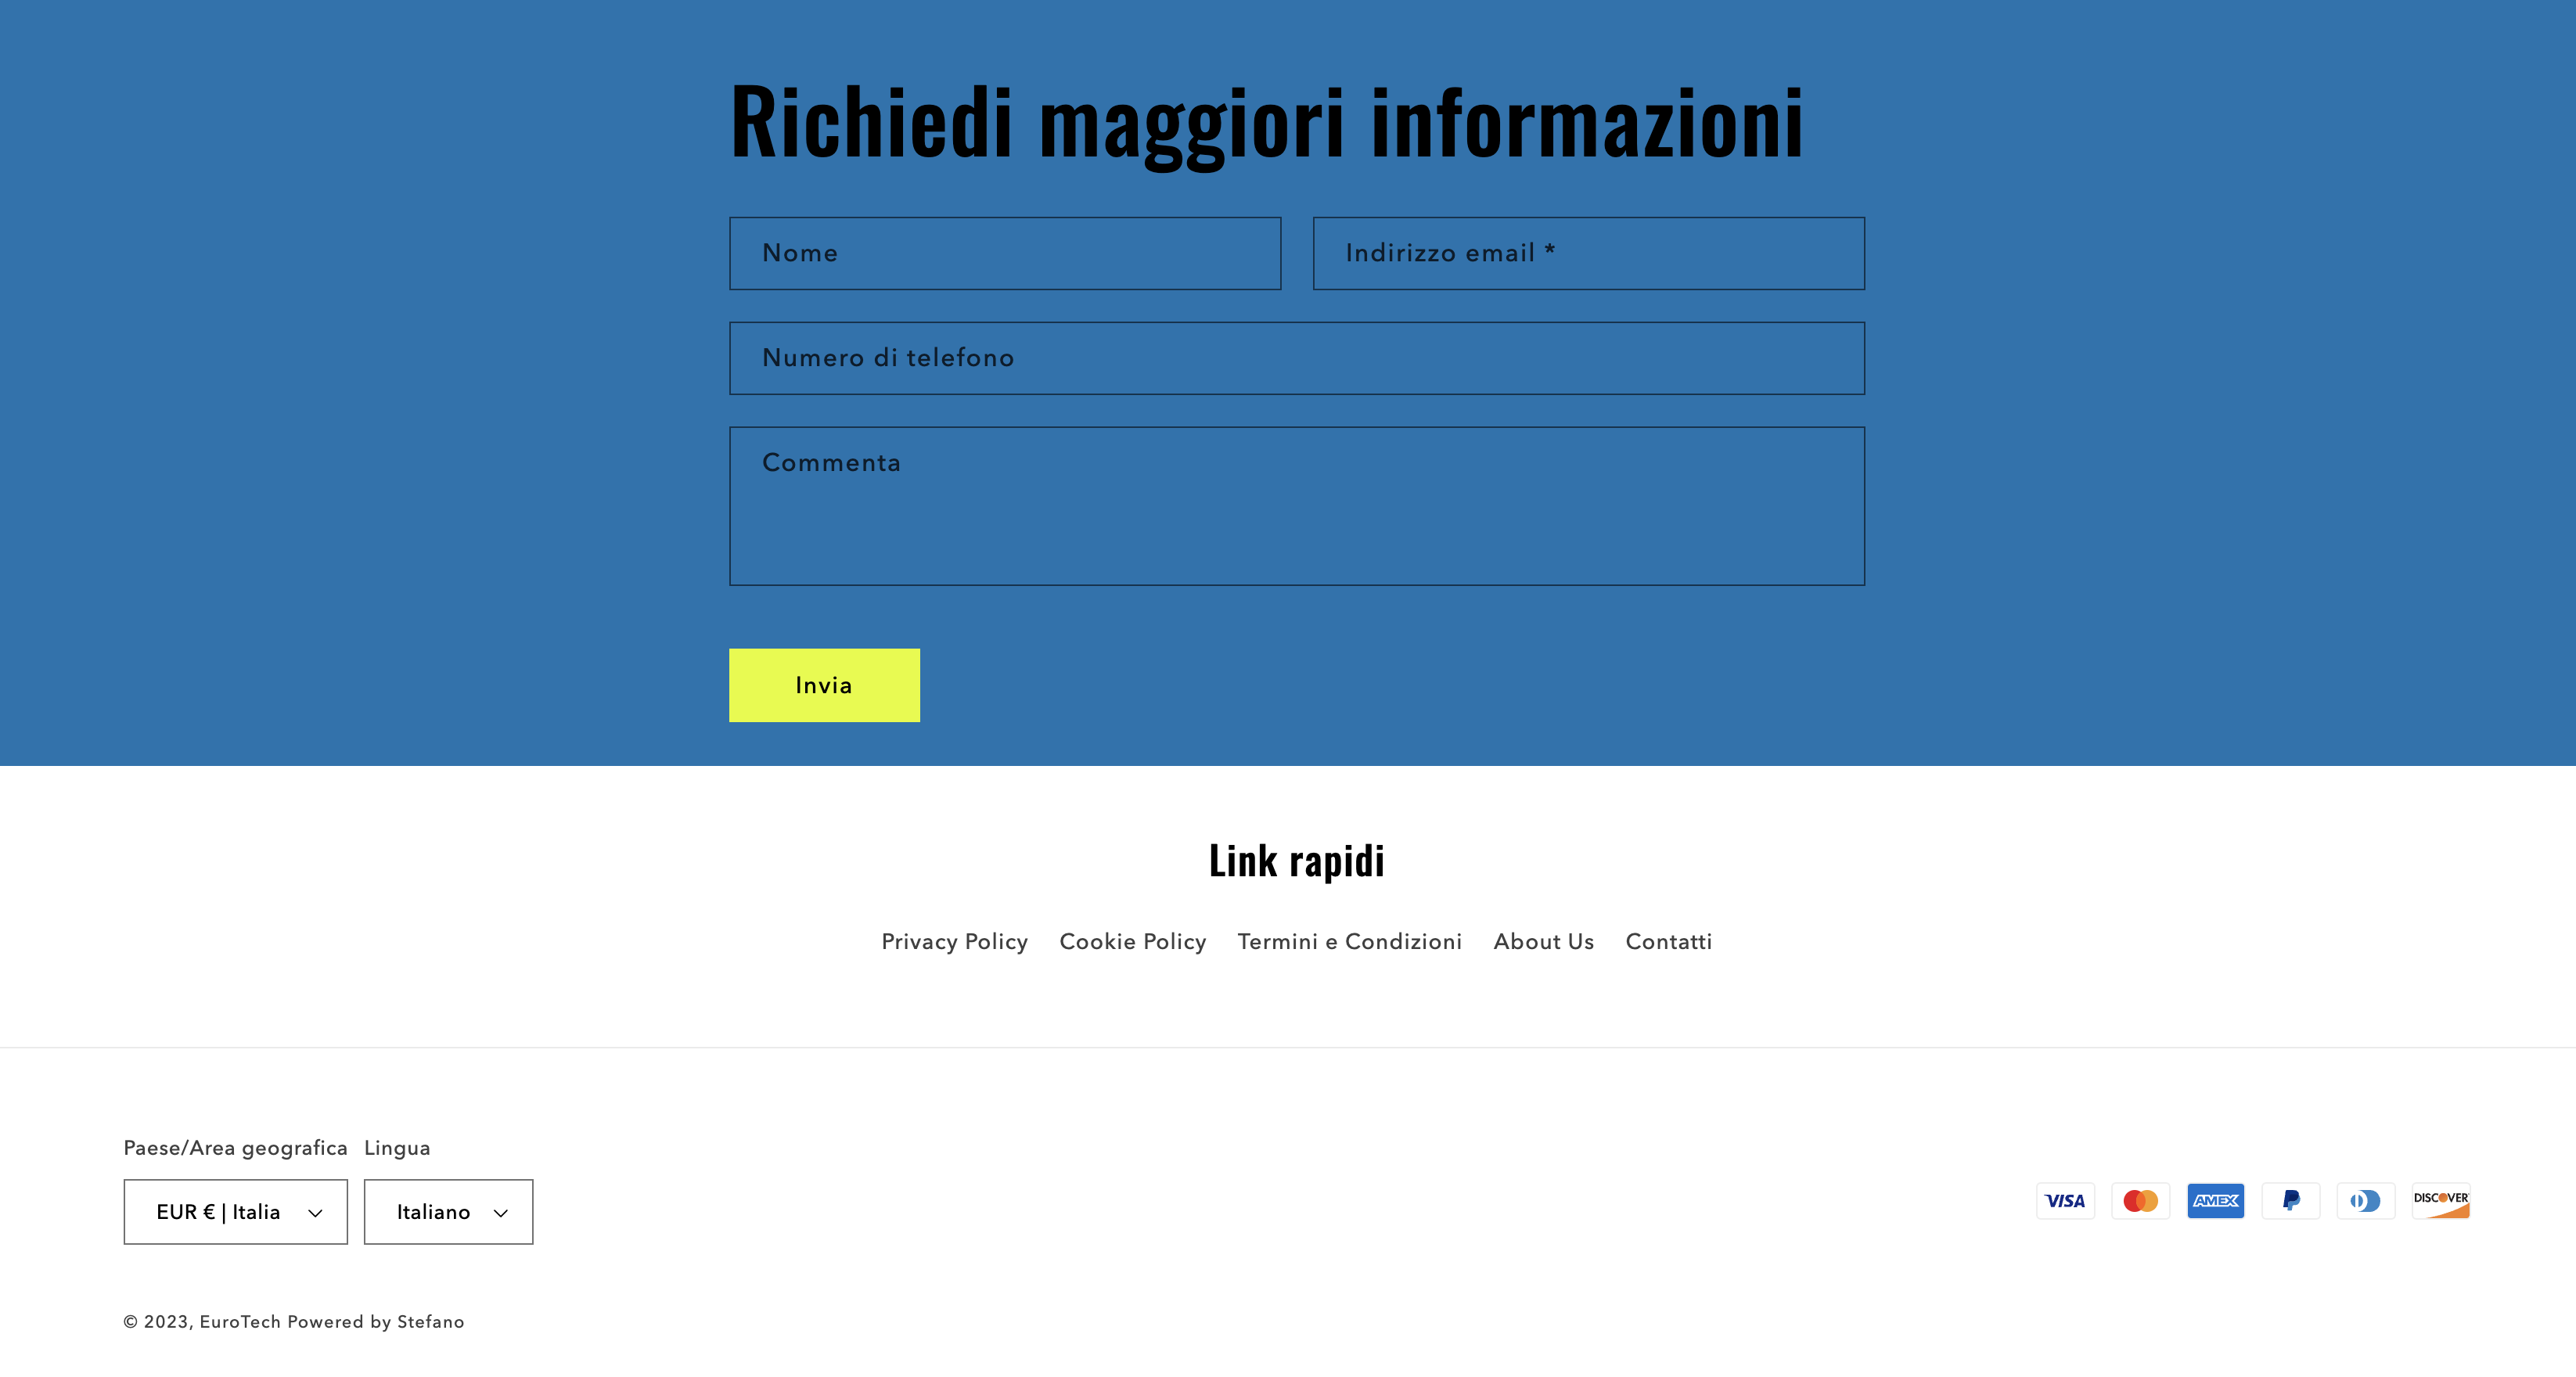 Richiedi maggiori informazioni
Nome
Indirizzo email *
Numero di telefono
Commenta
Invia
Link rapidi
Privacy Policy Cookie Policy Termini e Condizioni About Us Contatti
Paese/Area geografica Lingua
EUR € | Italia Italiano
VISA AMEX DISCOVER
© 2023, EuroTech Powered by Stefano